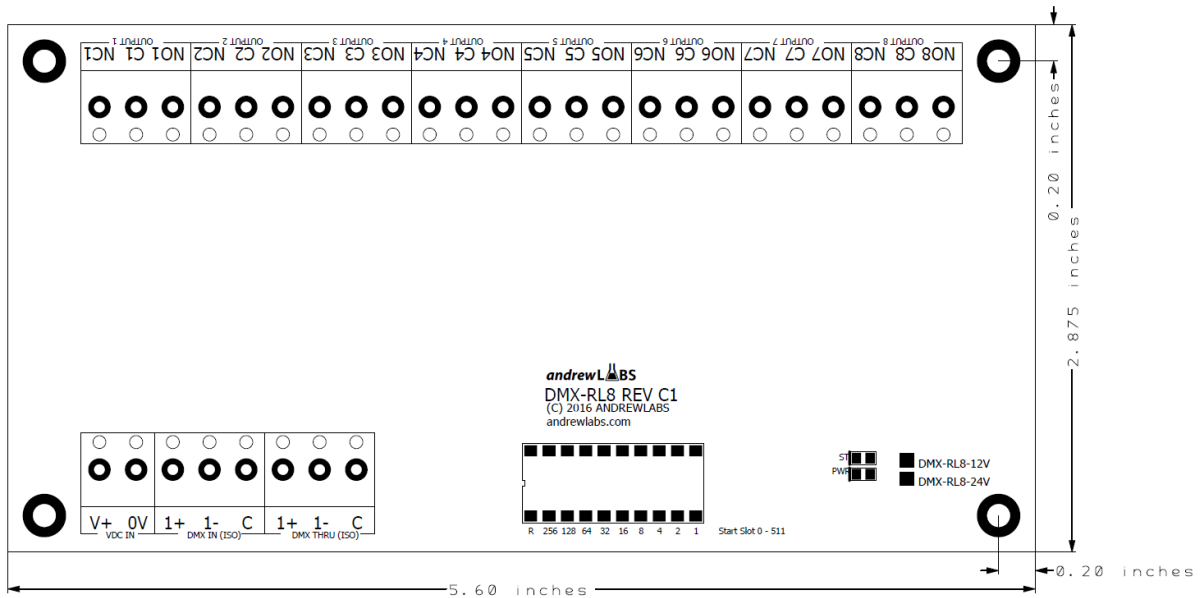 OUTPUT 1 OUTPUT 2 OUTPUT 3 OUTPUT 4 OUTPUT 5 OUTPUT 6 OUTPUT 7 OUTPUT 8
NC1 C1 NO1 NC2 C2 NO2 NC3 C3 NO3 NC4 C4 NO4 NC5 C5 NO5 NC6 C6 NO6 NC7 C7 NO7 NC8 C8 NO8
0.20 inches
2.875 inches
andrewLABS
DMX-RL8 REV C1
(C) 2016 ANDREWLABS
andrewlabs.com
ST
PWR
DMX-RL8-12V
DMX-RL8-24V
V+ 0V 1+ 1- C 1+ 1- C
VDC IN DMX IN (ISO) DMX THRU (ISO)
R 256 128 64 32 16 8 4 2 1 Start Slot 0 - 511
0.20 inches
5.60 inches